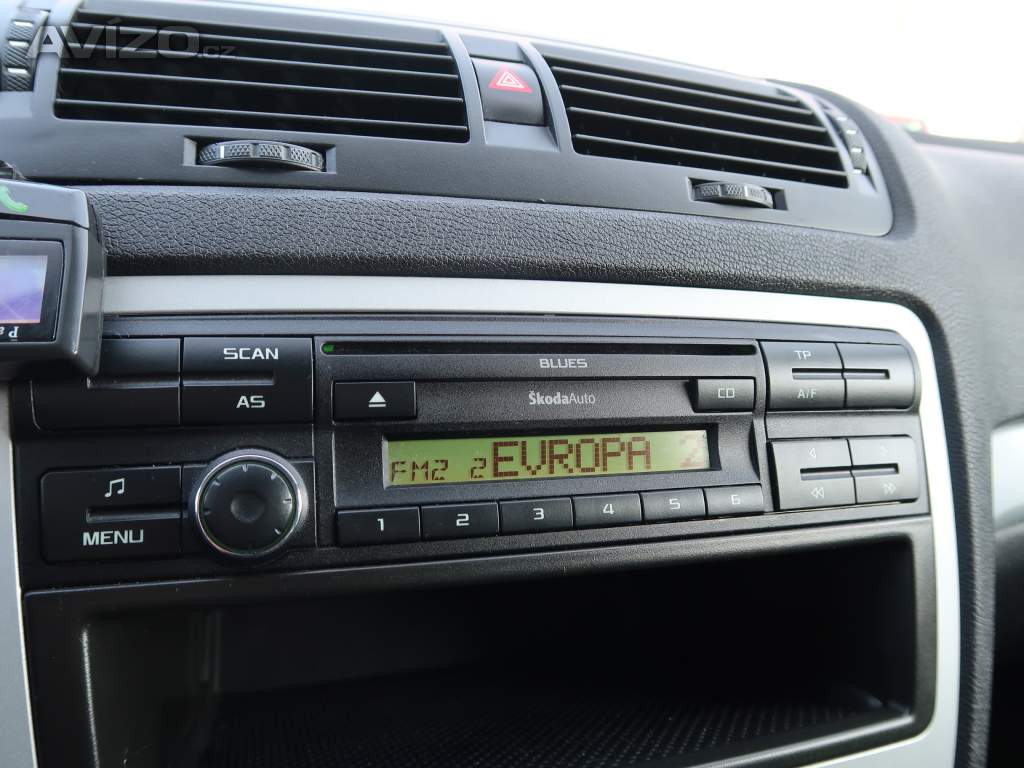 AVÍZO.cz
SCAN
AS
BLUES
ŠkodaAuto
CD
TP
A/F
FM2 2 EVROPA 2
MENU
1 2 3 4 5 6